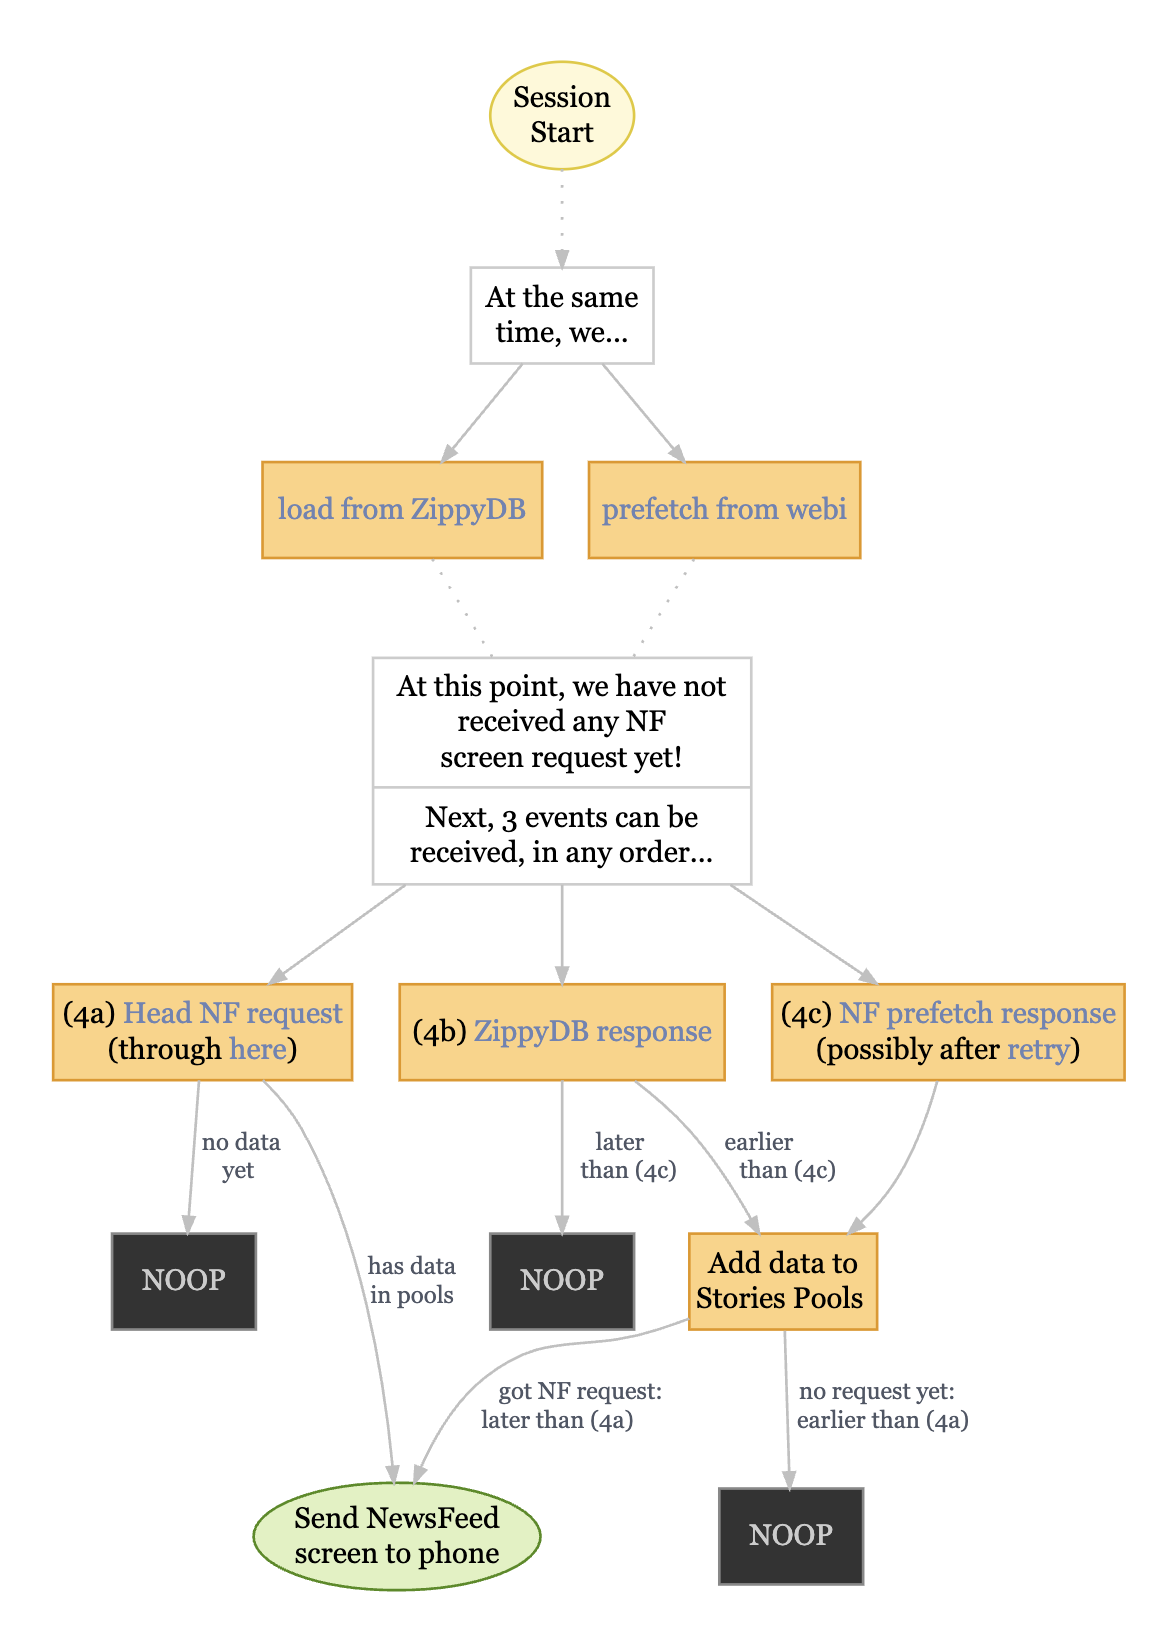 Session
Start
At the same
time, we...
load from ZippyDB
prefetch from webi
At this point, we have not
received any NF
screen request yet!
Next, 3 events can be
received, in any order...
(4a) Head NF request
(through here)
(4b) ZippyDB response
(4c) NF prefetch response
(possibly after retry)
no data
yet
later
than (4c)
earlier
than (4c)
NOOP
has data
in pools
NOOP
Add data to
Stories Pools
got NF request:
later than (4a)
no request yet:
earlier than (4a)
Send NewsFeed
screen to phone
NOOP